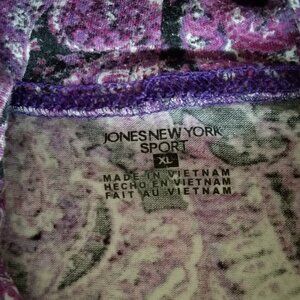 JONES NEW YORK
SPORT
XL
MADE IN VIETNAM
HECHO EN VIETNAM
FAIT AU VIETNAM